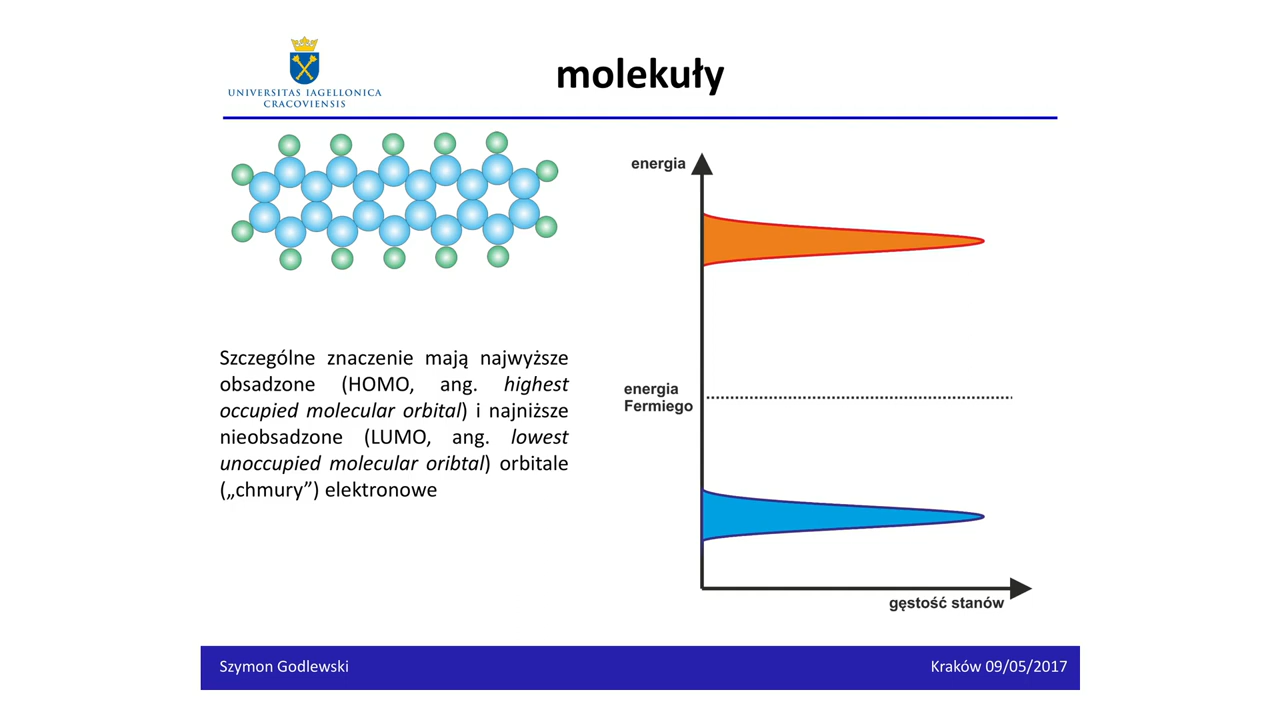 UNIVERSITAS IAGELLONICA
CRACOVIENSIS
molekuły
Szczególne znaczenie mają najwyższe
obsadzone (HOMO, ang. highest
occupied molecular orbital) i najniższe
nieobsadzone (LUMO, ang. lowest
unoccupied molecular oribtal) orbitale
(„chmury”) elektronowe
energia
energia
Fermiego
gęstość stanów
Szymon Godlewski
Kraków 09/05/2017